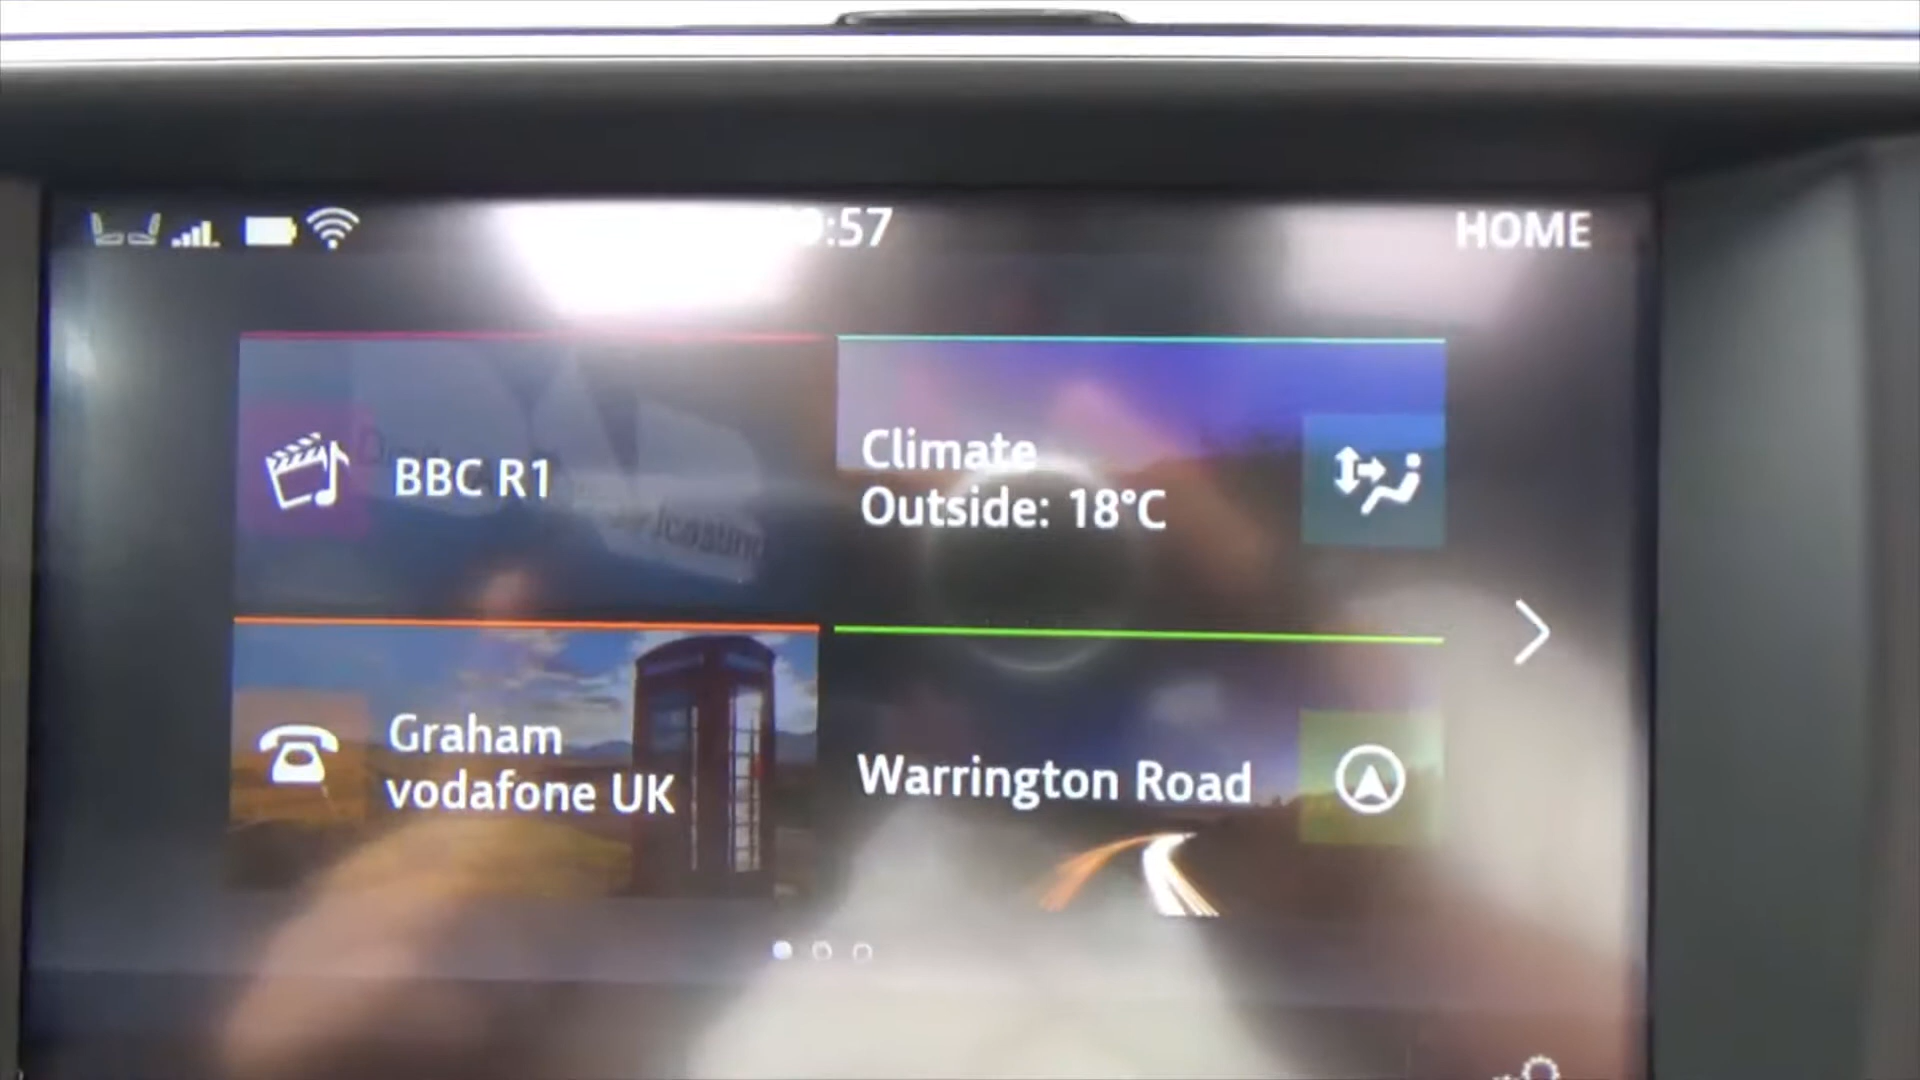 :57
HOME
BBC R1
Climate
Outside: 18°C
Graham
vodafone UK
Warrington Road